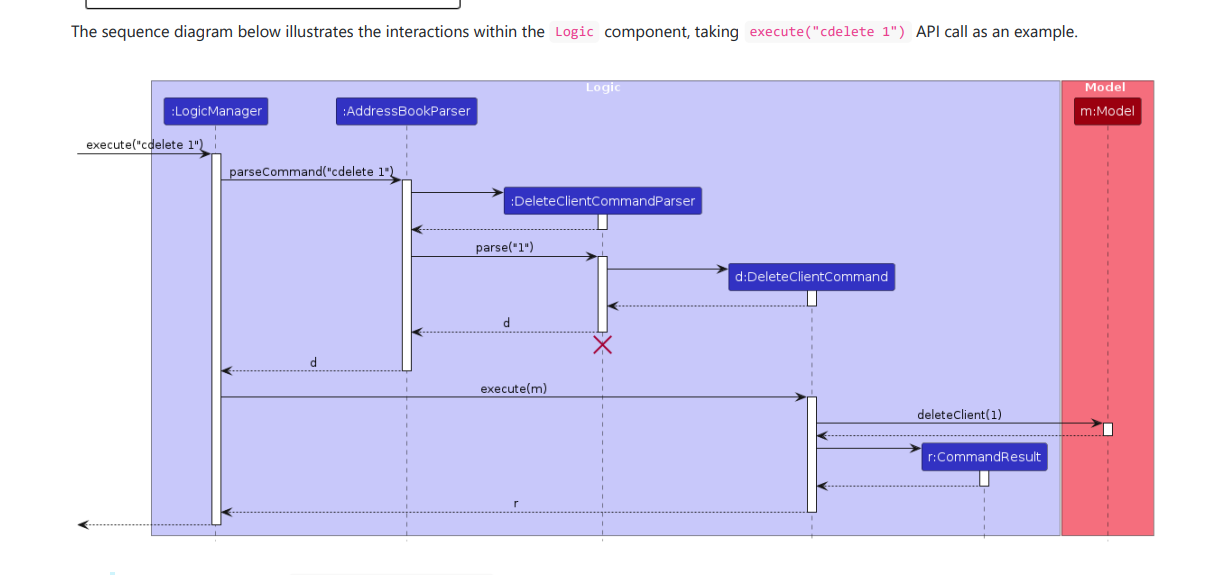 The sequence diagram below illustrates the interactions within the Logic component, taking execute("cdelete 1") API call as an example.
Logic
Model
:LogicManager
:AddressBookParser
m:Model
execute("cdelete 1")
parseCommand("cdelete 1")
:DeleteClientCommandParser
parse("1")
d:DeleteClientCommand
d
d
execute(m)
deleteClient(1)
r:CommandResult
r